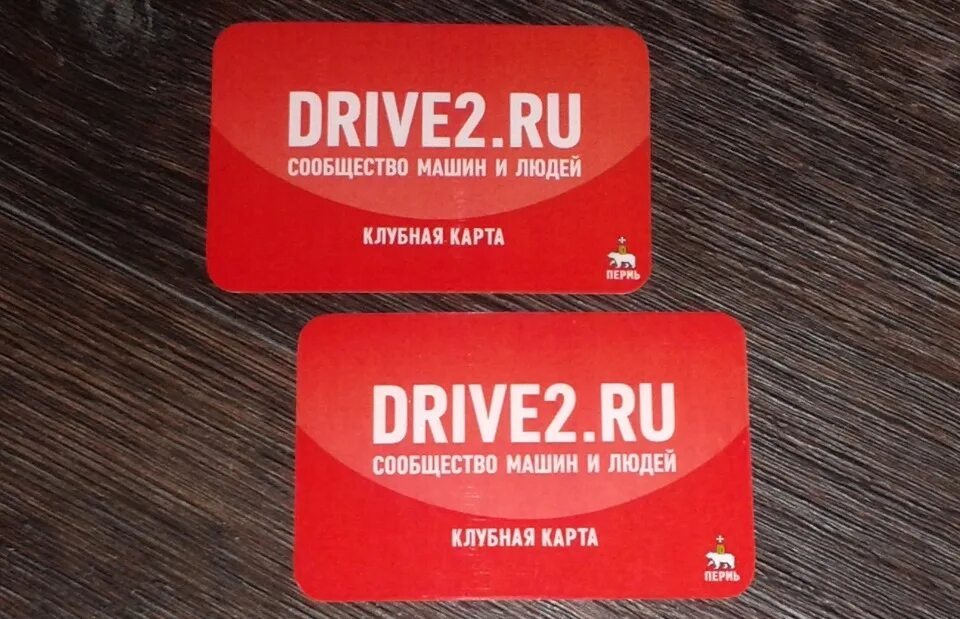 DRIVE2.RU
СООБЩЕСТВО МАШИН И ЛЮДЕЙ
КЛУБНАЯ КАРТА
ПЕРМЬ
DRIVE2.RU
СООБЩЕСТВО МАШИН И ЛЮДЕЙ
КЛУБНАЯ КАРТА
ПЕРМЬ